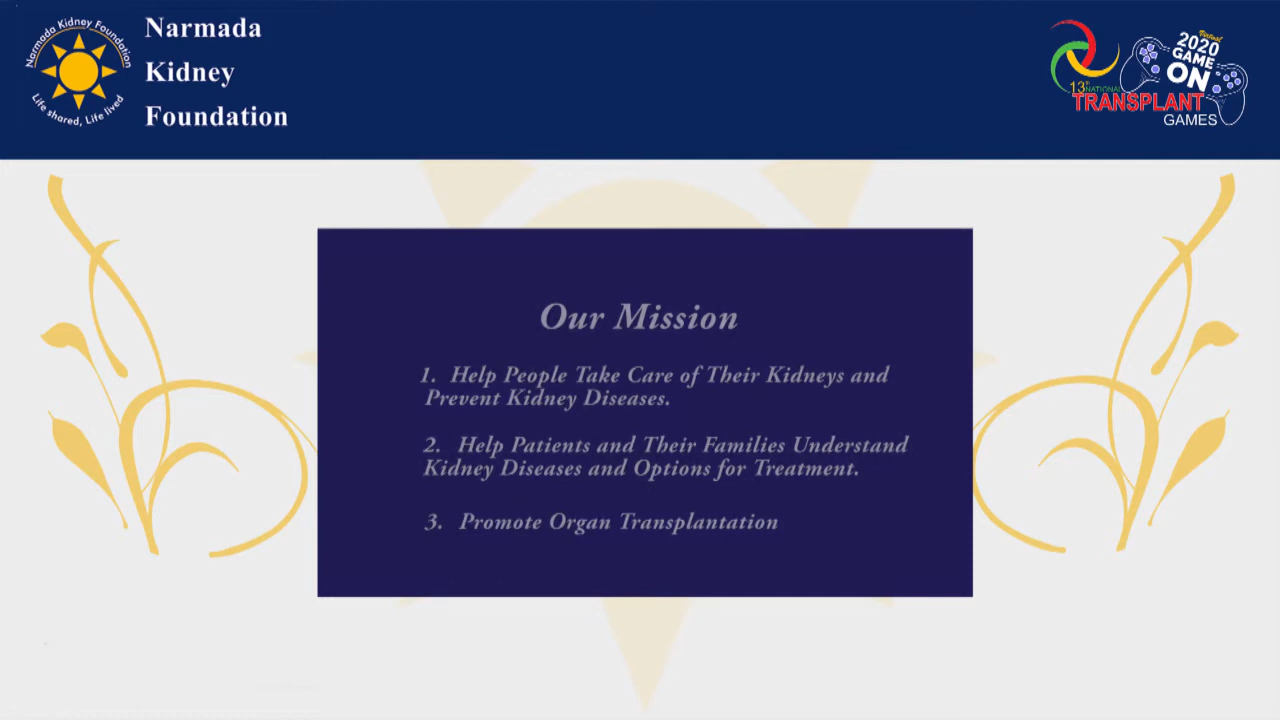 Narmada Kidney Foundation
Life shared, Life lived
Narmada
Kidney
Foundation
Virtual
2020
GAME
ON
13th NATIONAL
TRANSPLANT
GAMES
Our Mission
1. Help People Take Care of Their Kidneys and
Prevent Kidney Diseases.
2. Help Patients and Their Families Understand
Kidney Diseases and Options for Treatment.
3. Promote Organ Transplantation